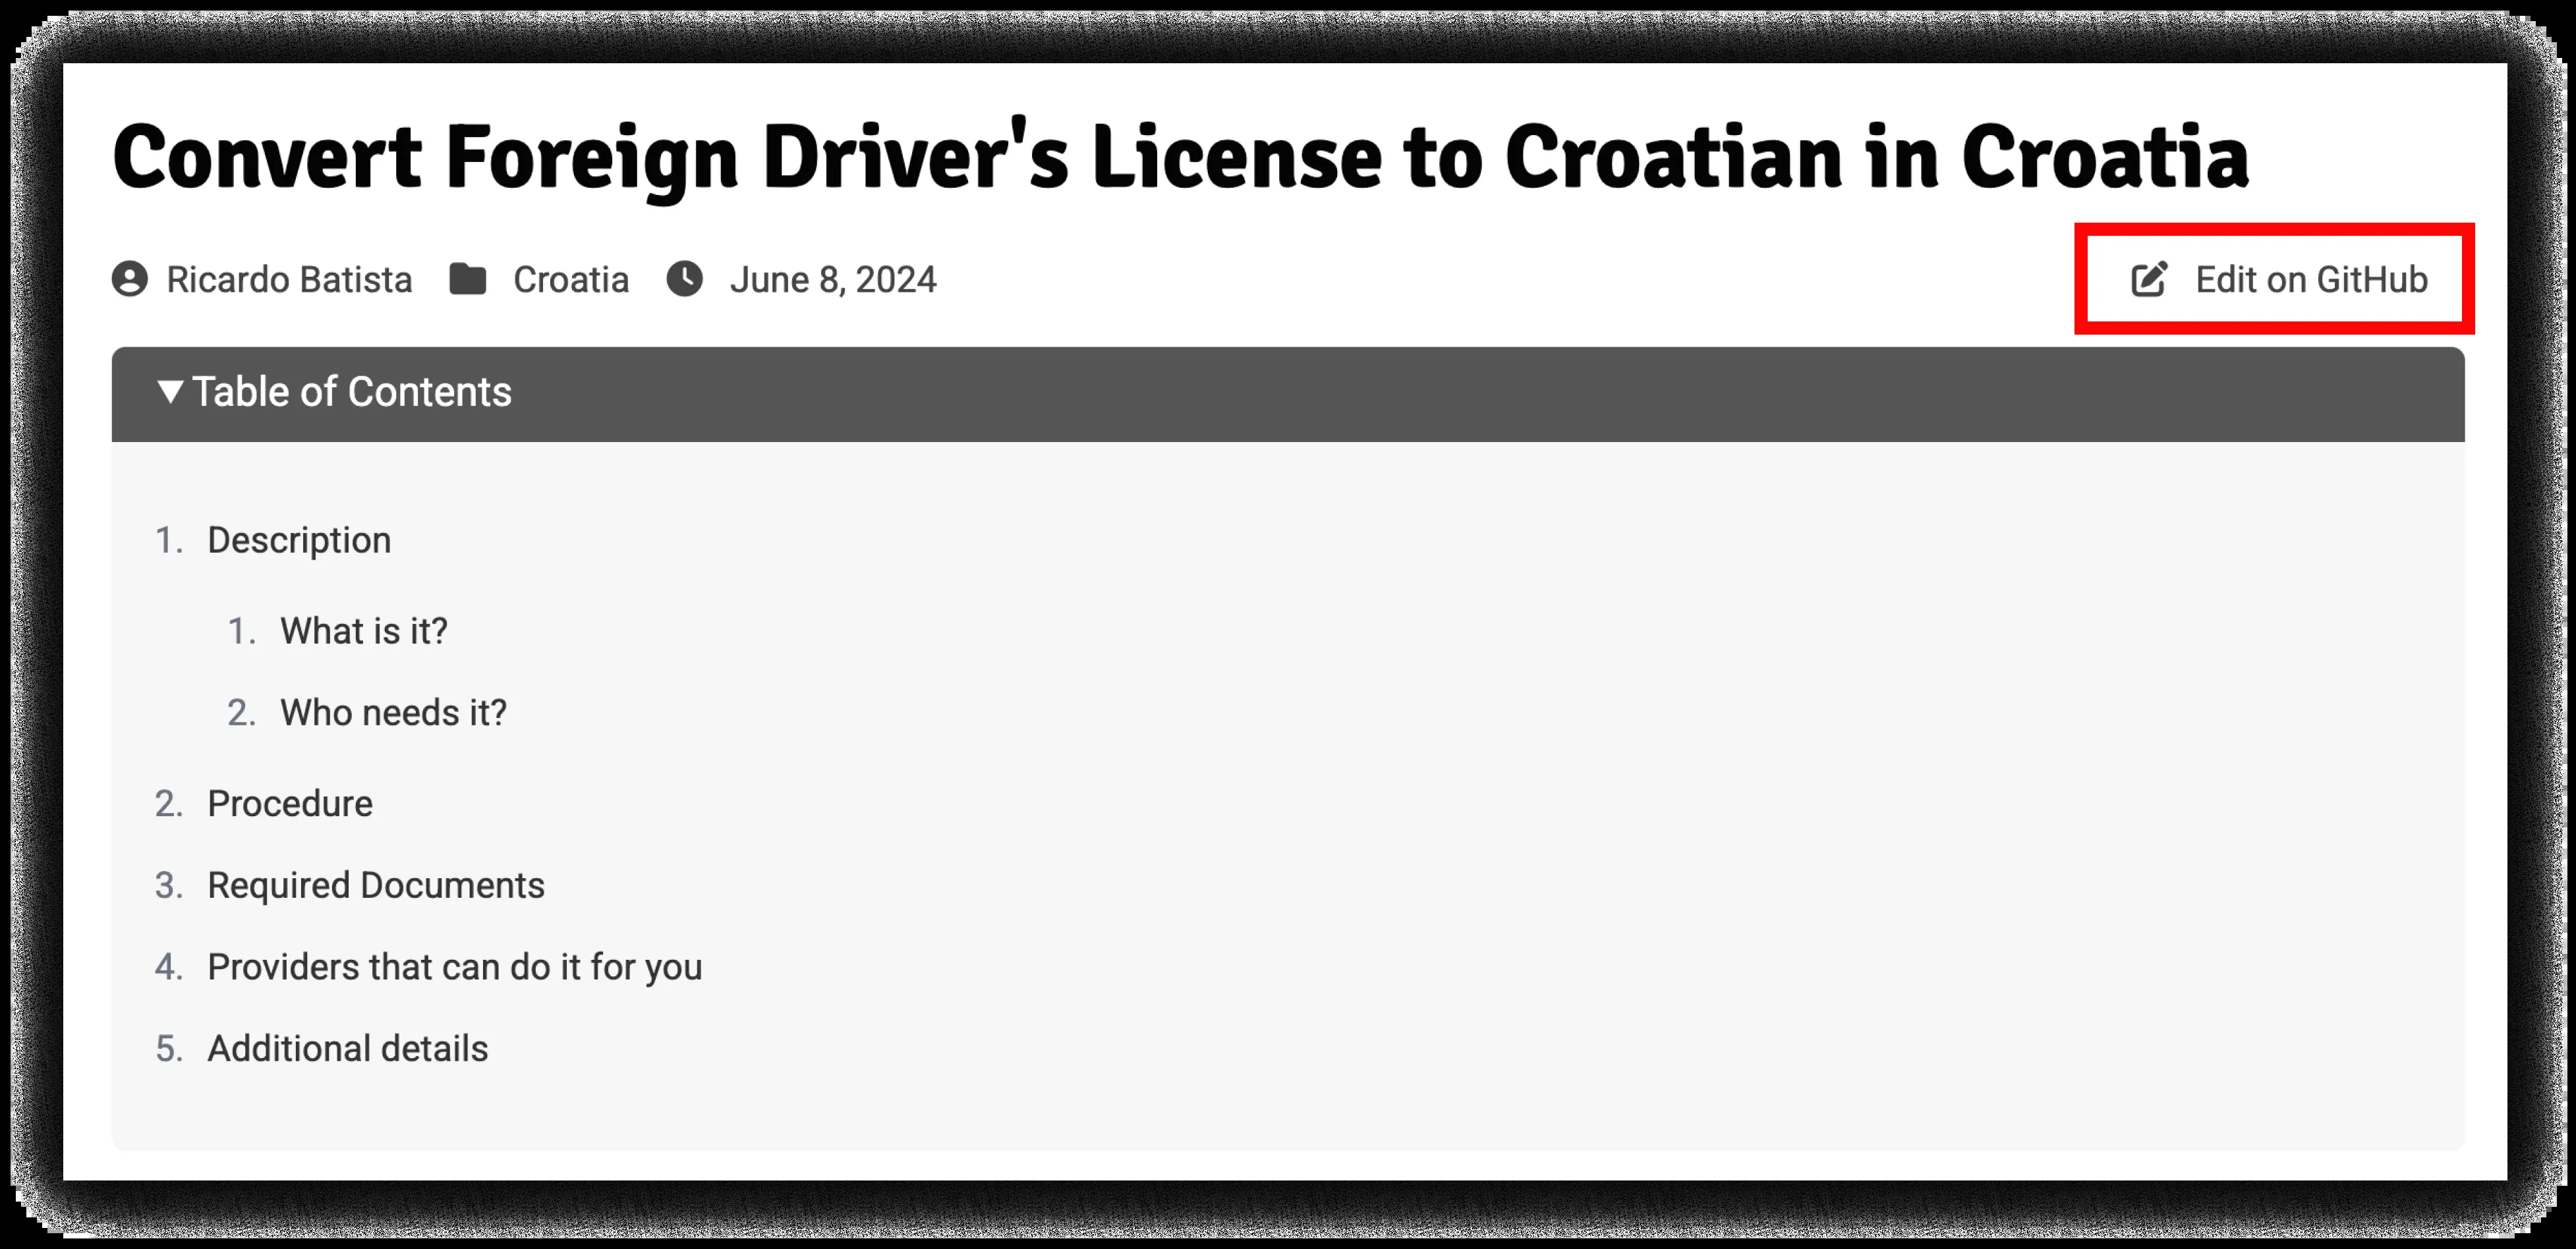 Convert Foreign Driver's License to Croatian in Croatia
Ricardo Batista Croatia June 8, 2024 Edit on GitHub
Table of Contents
1. Description
1. What is it?
2. Who needs it?
2. Procedure
3. Required Documents
4. Providers that can do it for you
5. Additional details